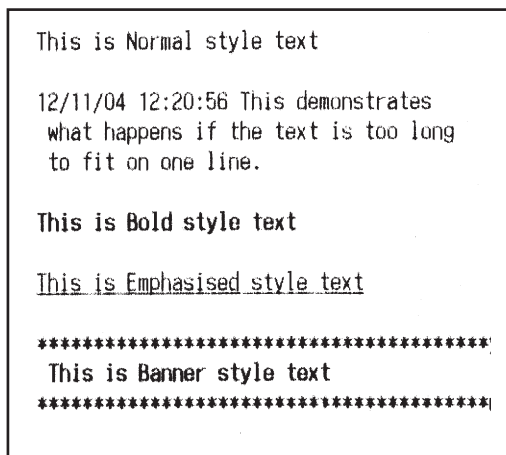 This is Normal style text
12/11/04 12:20:56 This demonstrates
what happens if the text is too long
to fit on one line.
This is Bold style text
This is Emphasised style text
****************************************
This is Banner style text
****************************************